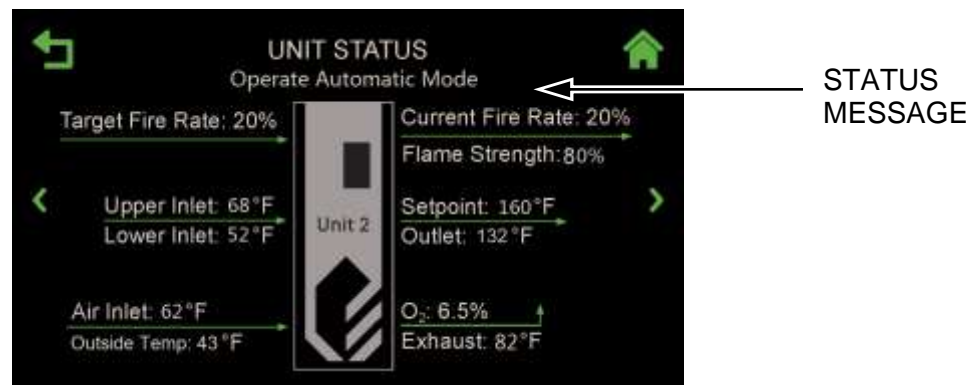 UNIT STATUS
Operate Automatic Mode
STATUS
MESSAGE
Target Fire Rate: 20%
Current Fire Rate: 20%
Flame Strength:80%
Upper Inlet: 68°F
Lower Inlet: 52°F
Unit 2
Setpoint: 160°F
Outlet: 132°F
Air Inlet: 62°F
Outside Temp: 43°F
O₂: 6.5%
Exhaust: 82°F